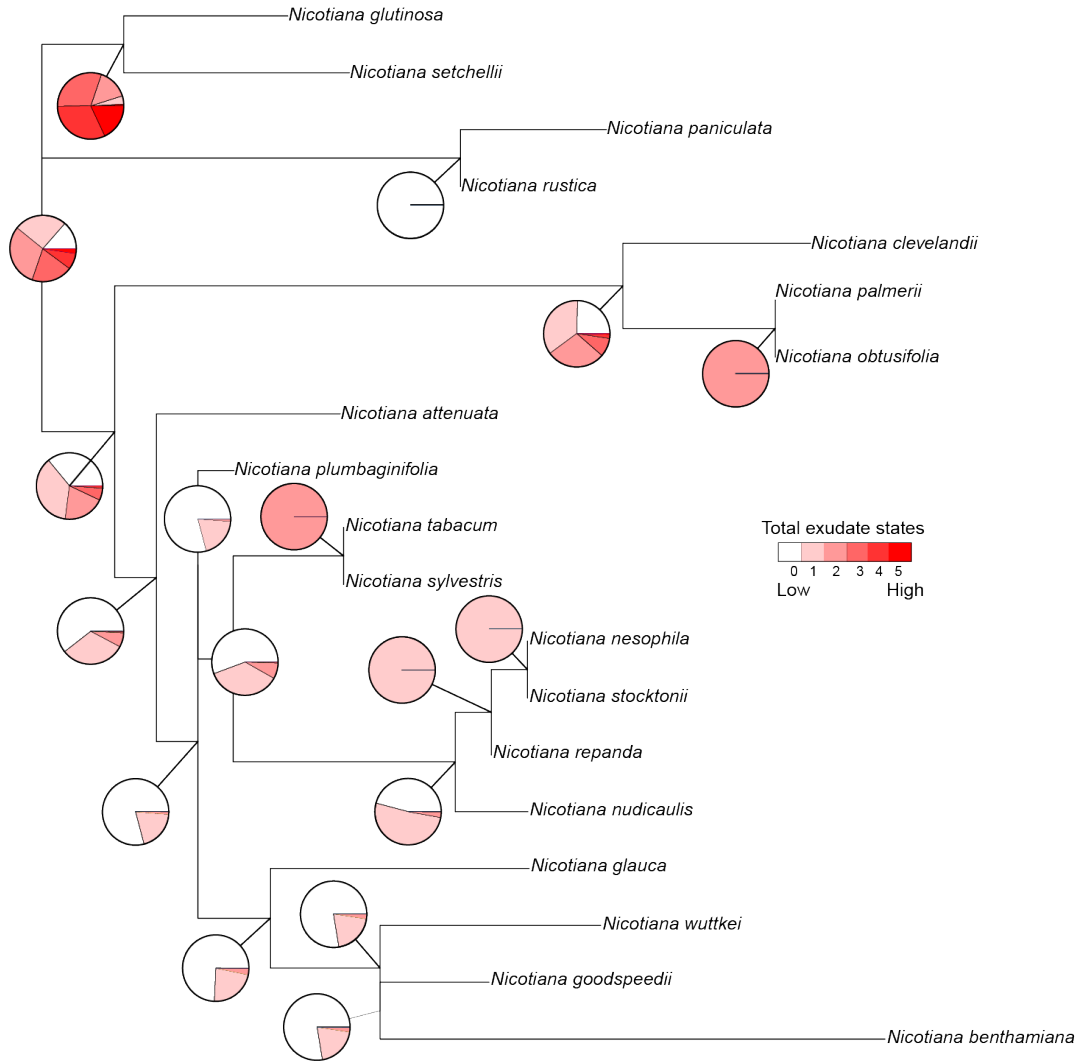 Nicotiana glutinosa
Nicotiana setchellii
Nicotiana paniculata
Nicotiana rustica
Nicotiana clevelandii
Nicotiana palmerii
Nicotiana obtusifolia
Nicotiana attenuata
Nicotiana plumbaginifolia
Nicotiana tabacum
Total exudate states
0 1 2 3 4 5
Low High
Nicotiana sylvestris
Nicotiana nesophila
Nicotiana stocktonii
Nicotiana repanda
Nicotiana nudicaulis
Nicotiana glauca
Nicotiana wuttkei
Nicotiana goodspeedii
Nicotiana benthamiana